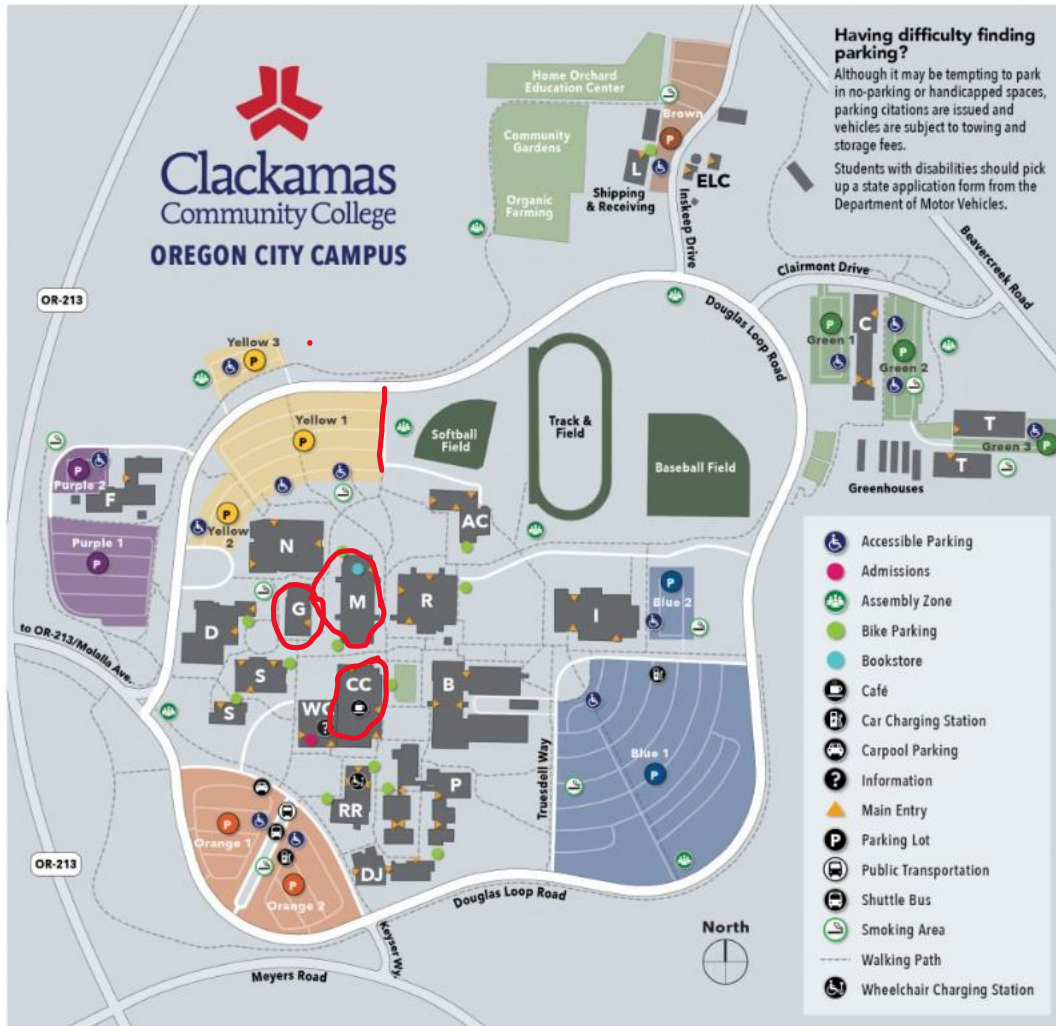 Having difficulty finding
parking?
Although it may be tempting to park
in no-parking or handicapped spaces,
parking citations are issued and
vehicles are subject to towing and
storage fees.
Students with disabilities should pick
up a state application form from the
Department of Motor Vehicles.
Clackamas
Community College
OREGON CITY CAMPUS
Home Orchard
Education Center
Community
Gardens
Organic
Farming
Brown
P
L
ELC
Shipping
& Receiving
Inskeep Drive
Beavercreek Road
Clairmont Drive
Douglas Loop Road
OR-213
Yellow 3
P
Yellow 1
P
Yellow
2
P
Softball
Field
Track &
Field
Baseball Field
P
Green 1
C
P
Green 2
T
Green 3
P
T
Greenhouses
P
Purple 2
F
Purple 1
P
N
AC
G
M
R
I
P
Blue 2
D
S
S
CC
WC
?
B
to OR-213/Molalla Ave.
Blue 1
P
Truesdell Way
P
RR
DJ
P
Orange 1
P
Orange 2
OR-213
Douglas Loop Road
Keyser Wy.
Meyers Road
North
Accessible Parking
Admissions
Assembly Zone
Bike Parking
Bookstore
Café
Car Charging Station
Carpool Parking
? Information
Main Entry
P Parking Lot
Public Transportation
Shuttle Bus
Smoking Area
Walking Path
Wheelchair Charging Station